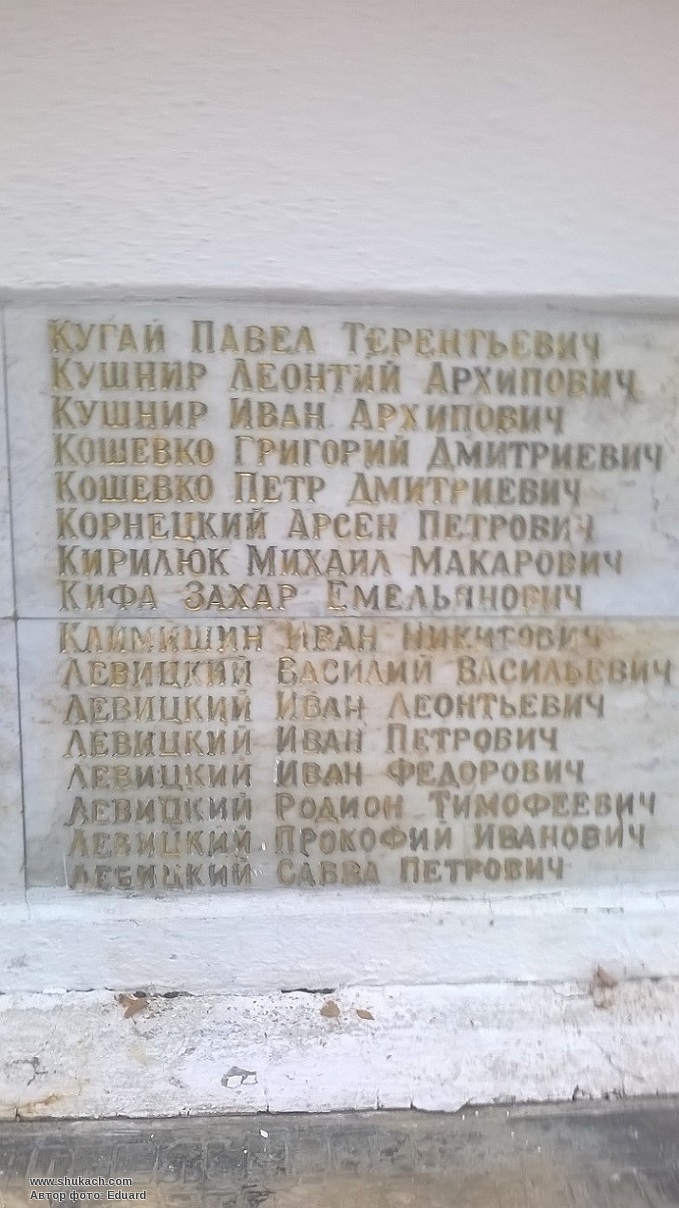 Кугай Павел Терентьевич
Кушнир Леонтий Архипович
Кушнир Иван Архипович
Кошевко Григорий Дмитриевич
Кошевко Петр Дмитриевич
Корнецкий Арсен Петрович
Кирилюк Михаил Макарович
Кифа Захар Емельянович
Климишин Иван Никитович
Левицкий Василий Васильевич
Левицкий Иван Леонтьевич
Левицкий Иван Петрович
Левицкий Иван Федорович
Левицкий Родион Тимофеевич
Левицкий Прокофий Иванович
Левицкий Савва Петрович
www.shukach.com
Автор фото: Eduard